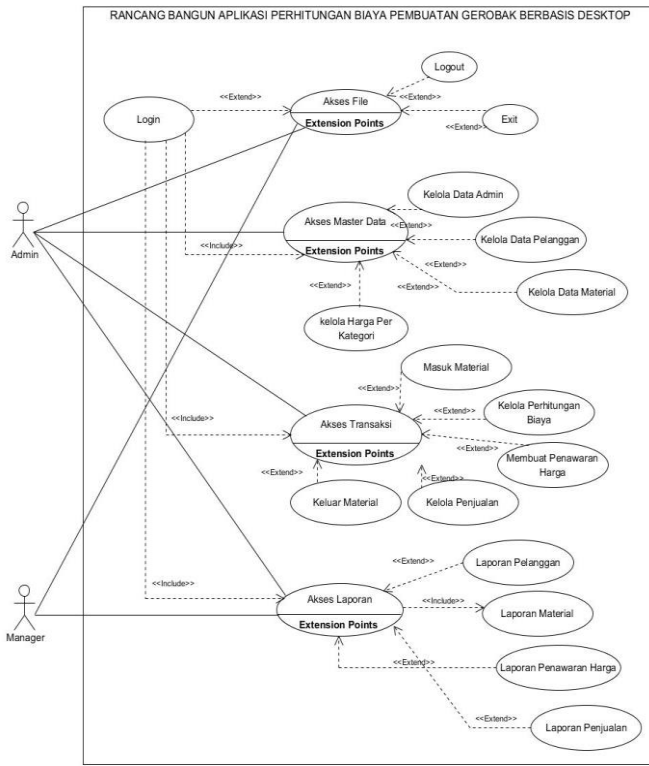 RANCANG BANGUN APLIKASI PERHITUNGAN BIAYA PEMBUATAN GEROBAK BERBASIS DESKTOP
Logout
<<Extend>>
<<Extend>>
Akses File
Login
Extension Points
Exit
<<Extend>>
Kelola Data Admin
Admin
Akses Master Data
<<Extend>>
Kelola Data Pelanggan
<<Include>>
Extension Points
<<Extend>>
<<Extend>>
Kelola Data Material
kelola Harga Per
Kategori
Masuk Material
<<Extend>>
Kelola Perhitungan
Biaya
<<Extend>>
<<Include>>
Akses Transaksi
Extension Points
Membuat Penawaran
Harga
<<Extend>>
<<Extend>>
Keluar Material
Kelola Penjualan
<<Extend>>
Laporan Pelanggan
<<Include>>
Akses Laporan
<<Include>>
Laporan Material
Manager
Extension Points
<<Extend>>
Laporan Penawaran Harga
<<Extend>>
Laporan Penjualan